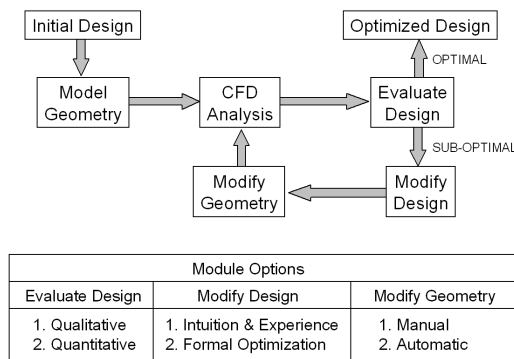 Initial Design
Optimized Design
OPTIMAL
Model
Geometry
CFD
Analysis
Evaluate
Design
SUB-OPTIMAL
Modify
Geometry
Modify
Design
Module Options
Evaluate Design
Modify Design
Modify Geometry
1. Qualitative
2. Quantitative
1. Intuition & Experience
2. Formal Optimization
1. Manual
2. Automatic